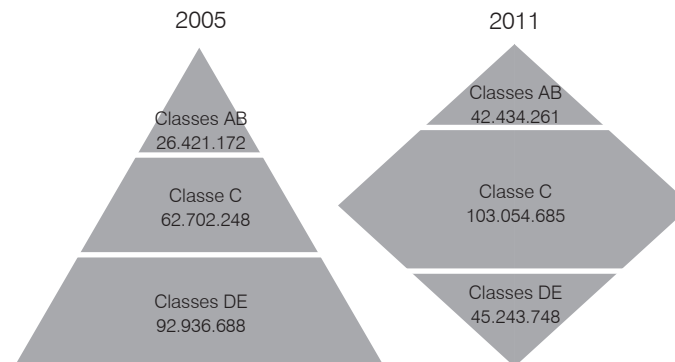 2005
Classes AB
26.421.172
Classe C
62.702.248
Classes DE
92.936.688
2011
Classes AB
42.434.261
Classe C
103.054.685
Classes DE
45.243.748